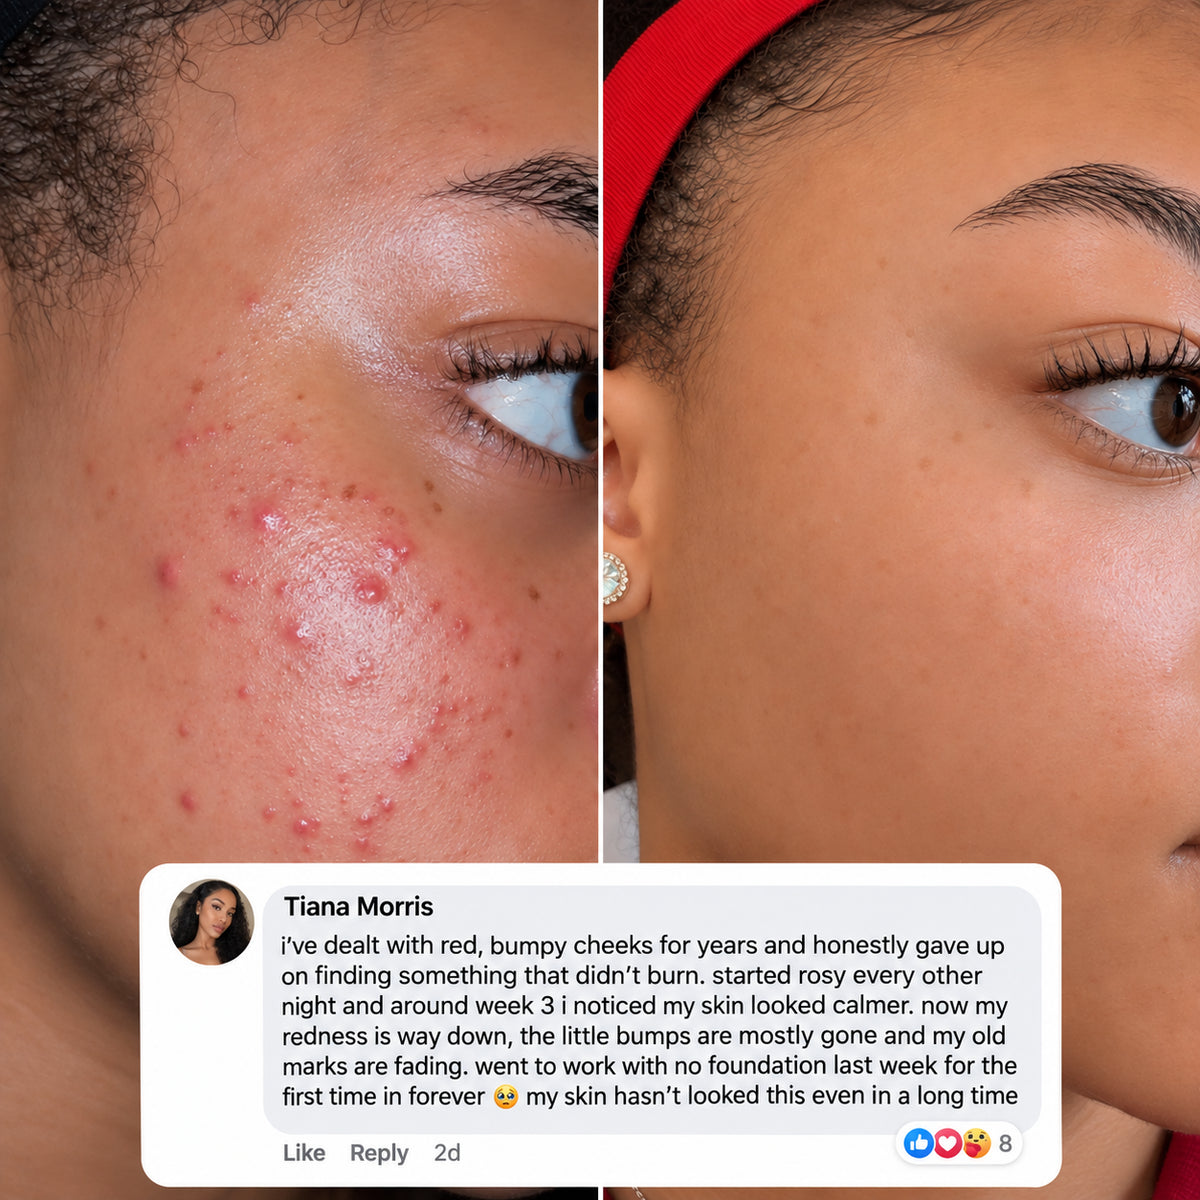 Tiana Morris
i've dealt with red, bumpy cheeks for years and honestly gave up
on finding something that didn't burn. started rosy every other
night and around week 3 i noticed my skin looked calmer. now my
redness is way down, the little bumps are mostly gone and my old
marks are fading. went to work with no foundation last week for the
first time in forever 🥹 my skin hasn't looked this even in a long time
Like Reply 2d 8